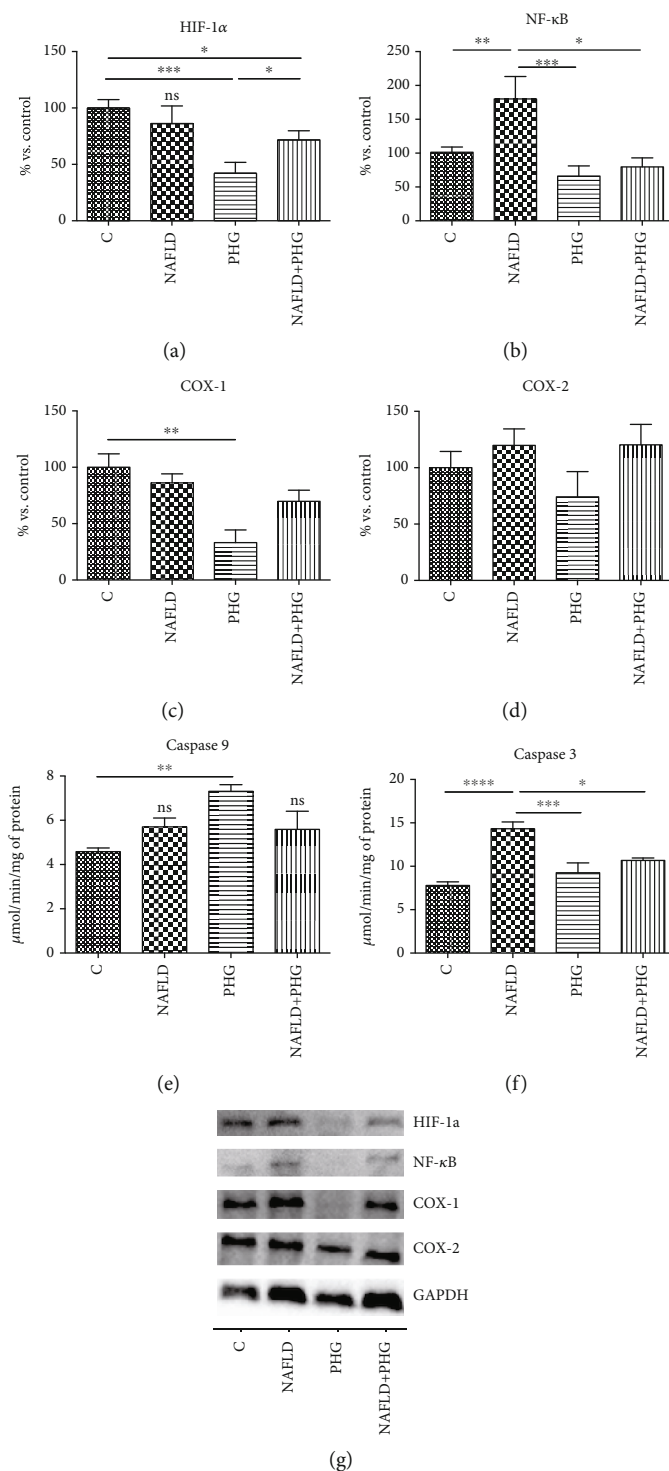 HIF-1α
% vs. control
150
100
50
0
*
***
*
ns
C
NAFLD
PHG
NAFLD+PHG
(a)
NF-κB
% vs. control
250
200
150
100
50
0
**
*
***
C
NAFLD
PHG
NAFLD+PHG
(b)
COX-1
% vs. control
150
100
50
0
**
C
NAFLD
PHG
NAFLD+PHG
(c)
COX-2
% vs. control
150
100
50
0
C
NAFLD
PHG
NAFLD+PHG
(d)
Caspase 9
μmol/min/mg of protein
8
6
4
2
0
**
ns
ns
C
NAFLD
PHG
NAFLD+PHG
(e)
Caspase 3
μmol/min/mg of protein
20
15
10
5
0
****
*
***
C
NAFLD
PHG
NAFLD+PHG
(f)
HIF-1a
NF-κB
COX-1
COX-2
GAPDH
C
NAFLD
PHG
NAFLD+PHG
(g)